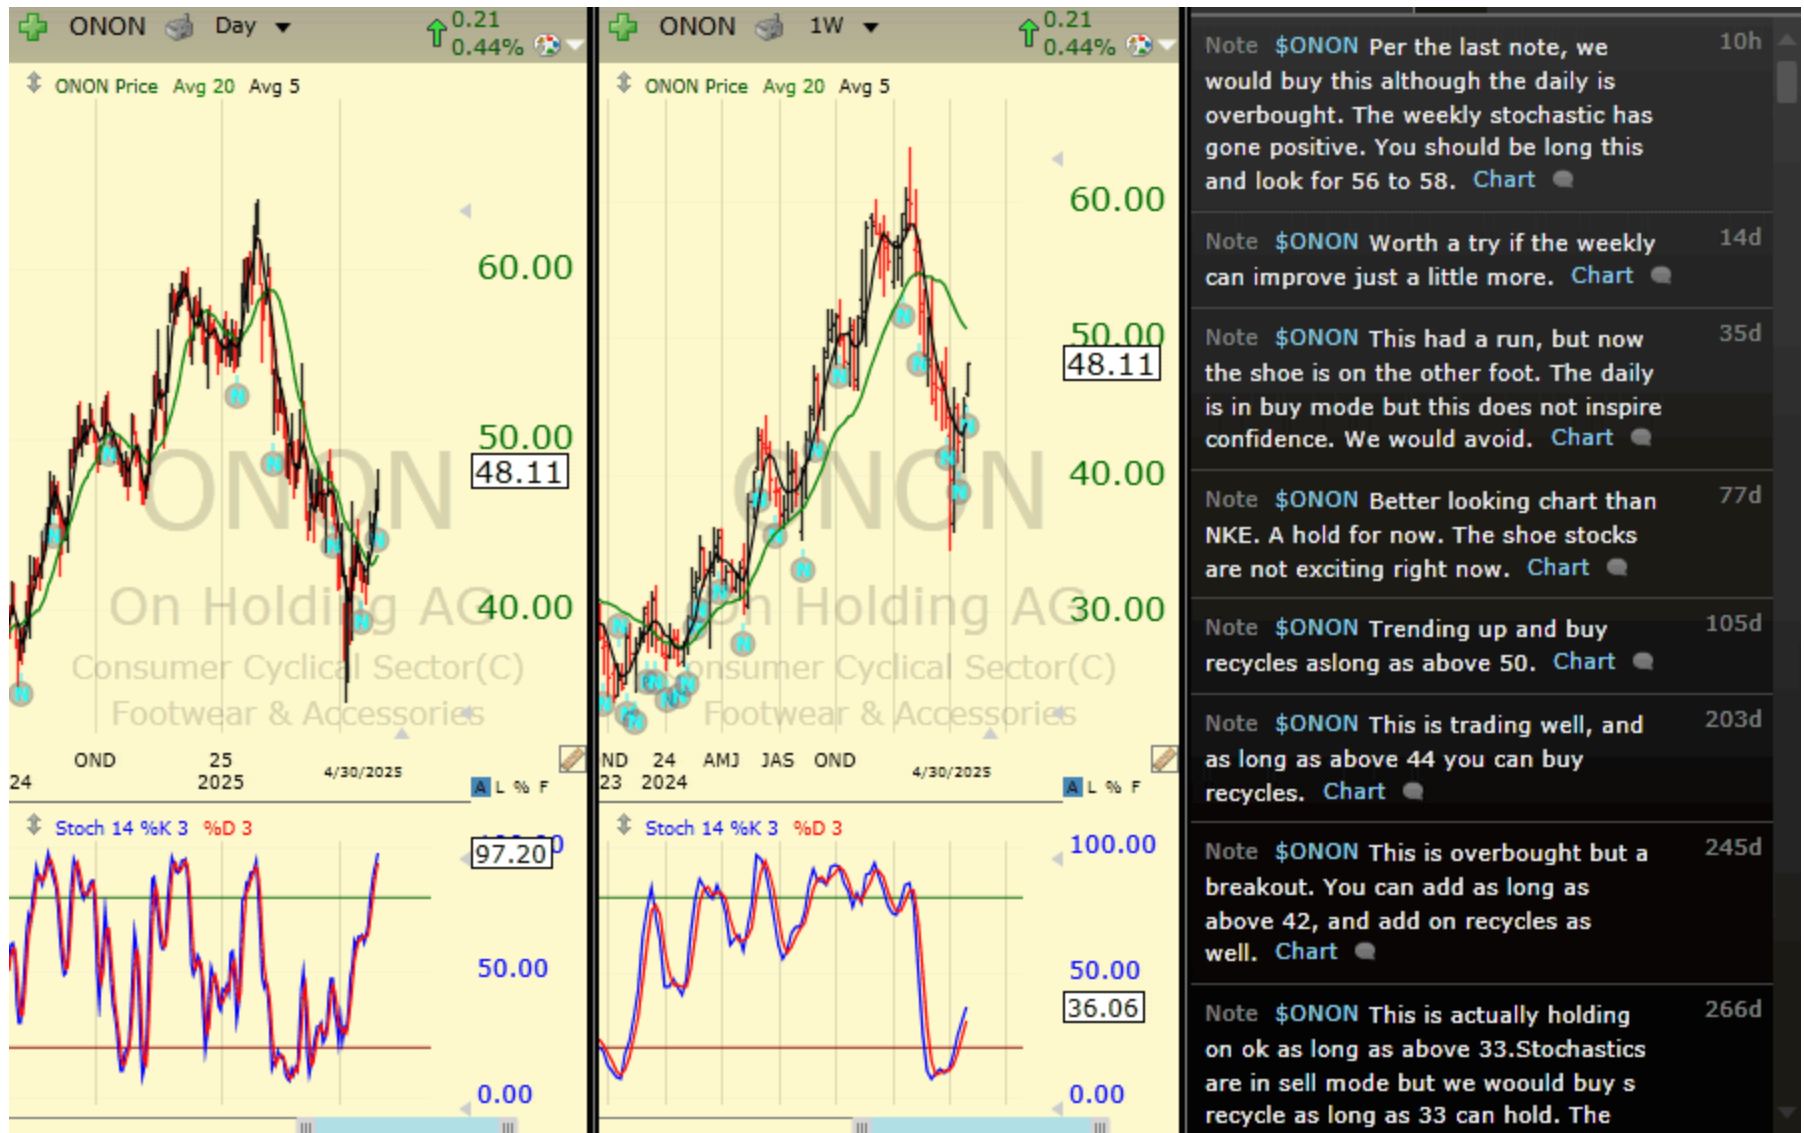 ONON Day 0.21
0.44%
ONON Price Avg 20 Avg 5
60.00
50.00
48.11
40.00
ONON
On Holding AG
Consumer Cyclical Sector(C)
Footwear & Accessories
OND 25 4/30/2025
24 2025
A L % F
Stoch 14 %K 3 %D 3
97.20
50.00
0.00
ONON 1W 0.21
0.44%
ONON Price Avg 20 Avg 5
60.00
50.00
48.11
40.00
30.00
ONON
On Holding AG
Consumer Cyclical Sector(C)
Footwear & Accessories
ND 24 AMJ JAS OND 4/30/2025
23 2024
A L % F
Stoch 14 %K 3 %D 3
100.00
50.00
36.06
0.00
Note $ONON Per the last note, we 10h
would buy this although the daily is
overbought. The weekly stochastic has
gone positive. You should be long this
and look for 56 to 58. Chart
Note $ONON Worth a try if the weekly 14d
can improve just a little more. Chart
Note $ONON This had a run, but now 35d
the shoe is on the other foot. The daily
is in buy mode but this does not inspire
confidence. We would avoid. Chart
Note $ONON Better looking chart than 77d
NKE. A hold for now. The shoe stocks
are not exciting right now. Chart
Note $ONON Trending up and buy 105d
recycles aslong as above 50. Chart
Note $ONON This is trading well, and 203d
as long as above 44 you can buy
recycles. Chart
Note $ONON This is overbought but a 245d
breakout. You can add as long as
above 42, and add on recycles as
well. Chart
Note $ONON This is actually holding 266d
on ok as long as above 33.Stochastics
are in sell mode but we woould buy s
recycle as long as 33 can hold. The